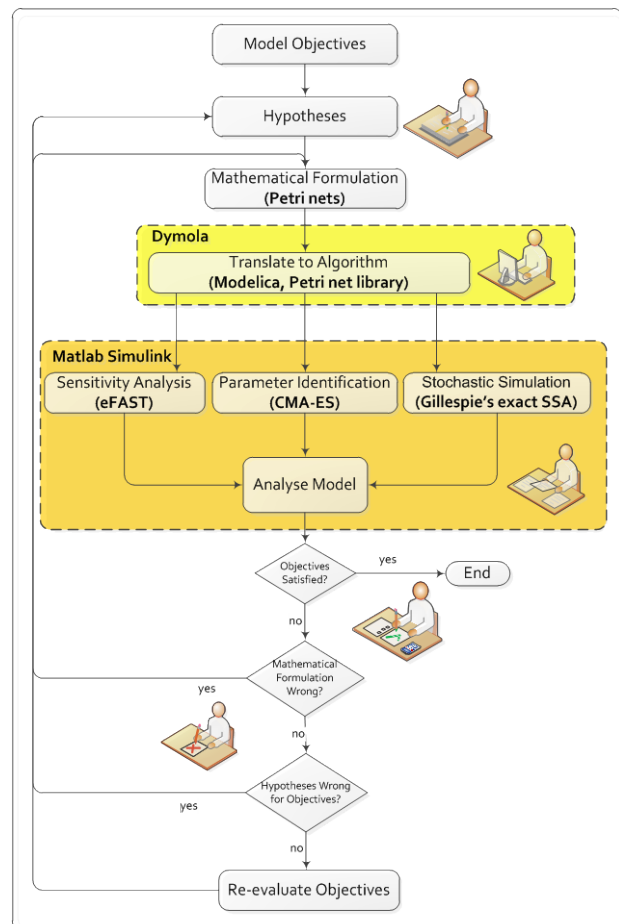 Model Objectives
Hypotheses
Mathematical Formulation
(Petri nets)
Dymola
Translate to Algorithm
(Modelica, Petri net library)
Matlab Simulink
Sensitivity Analysis
(eFAST)
Parameter Identification
(CMA-ES)
Stochastic Simulation
(Gillespie's exact SSA)
Analyse Model
Objectives
Satisfied?
yes
End
no
Mathematical
Formulation
Wrong?
yes
no
Hypotheses Wrong
for Objectives?
yes
no
Re-evaluate Objectives